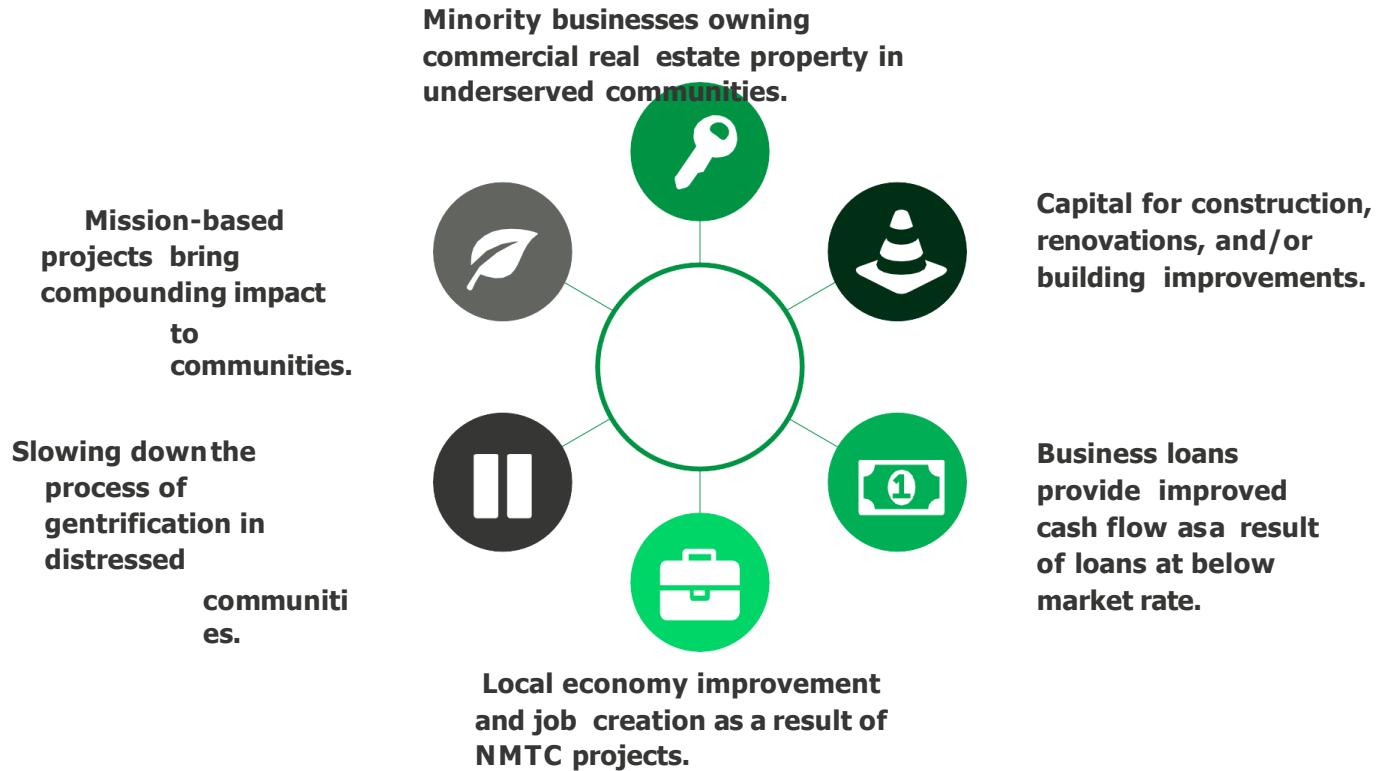 Minority businesses owning
commercial real estate property in
underserved communities.
Capital for construction,
renovations, and/or
building improvements.
Business loans
provide improved
cash flow asa result
of loans at below
market rate.
Local economy improvement
and job creation as a result of
NMTC projects.
Slowing down the
process of
gentrification in
distressed
communiti
es.
Mission-based
projects bring
compounding impact
to
communities.
1